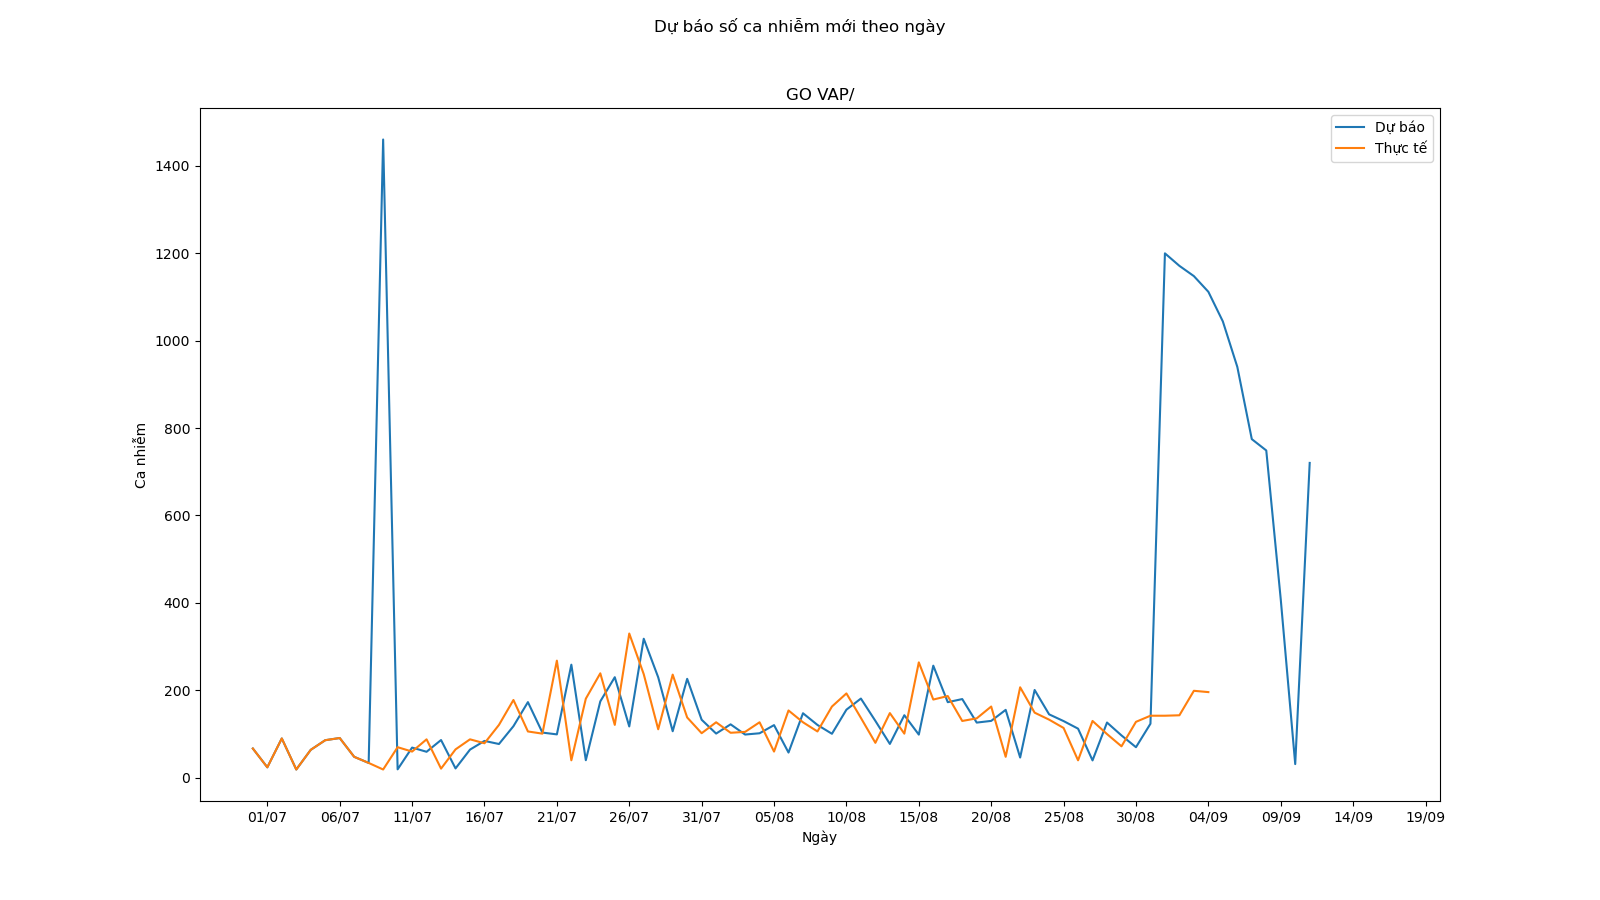 Dự báo số ca nhiễm mới theo ngày
GO VAP/
Dự báo
Thực tế
1400
1200
1000
800
600
400
200
0
Ca nhiễm
01/07 06/07 11/07 16/07 21/07 26/07 31/07 05/08 10/08 15/08 20/08 25/08 30/08 04/09 09/09 14/09 19/09
Ngày